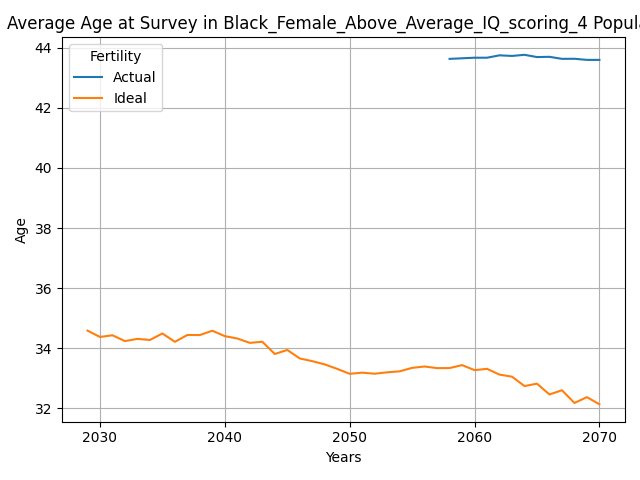 Average Age at Survey in Black_Female_Above_Average_IQ_scoring_4 Popula
Fertility
Actual
Ideal
44
42
40
38
36
34
32
Age
2030 2040 2050 2060 2070
Years